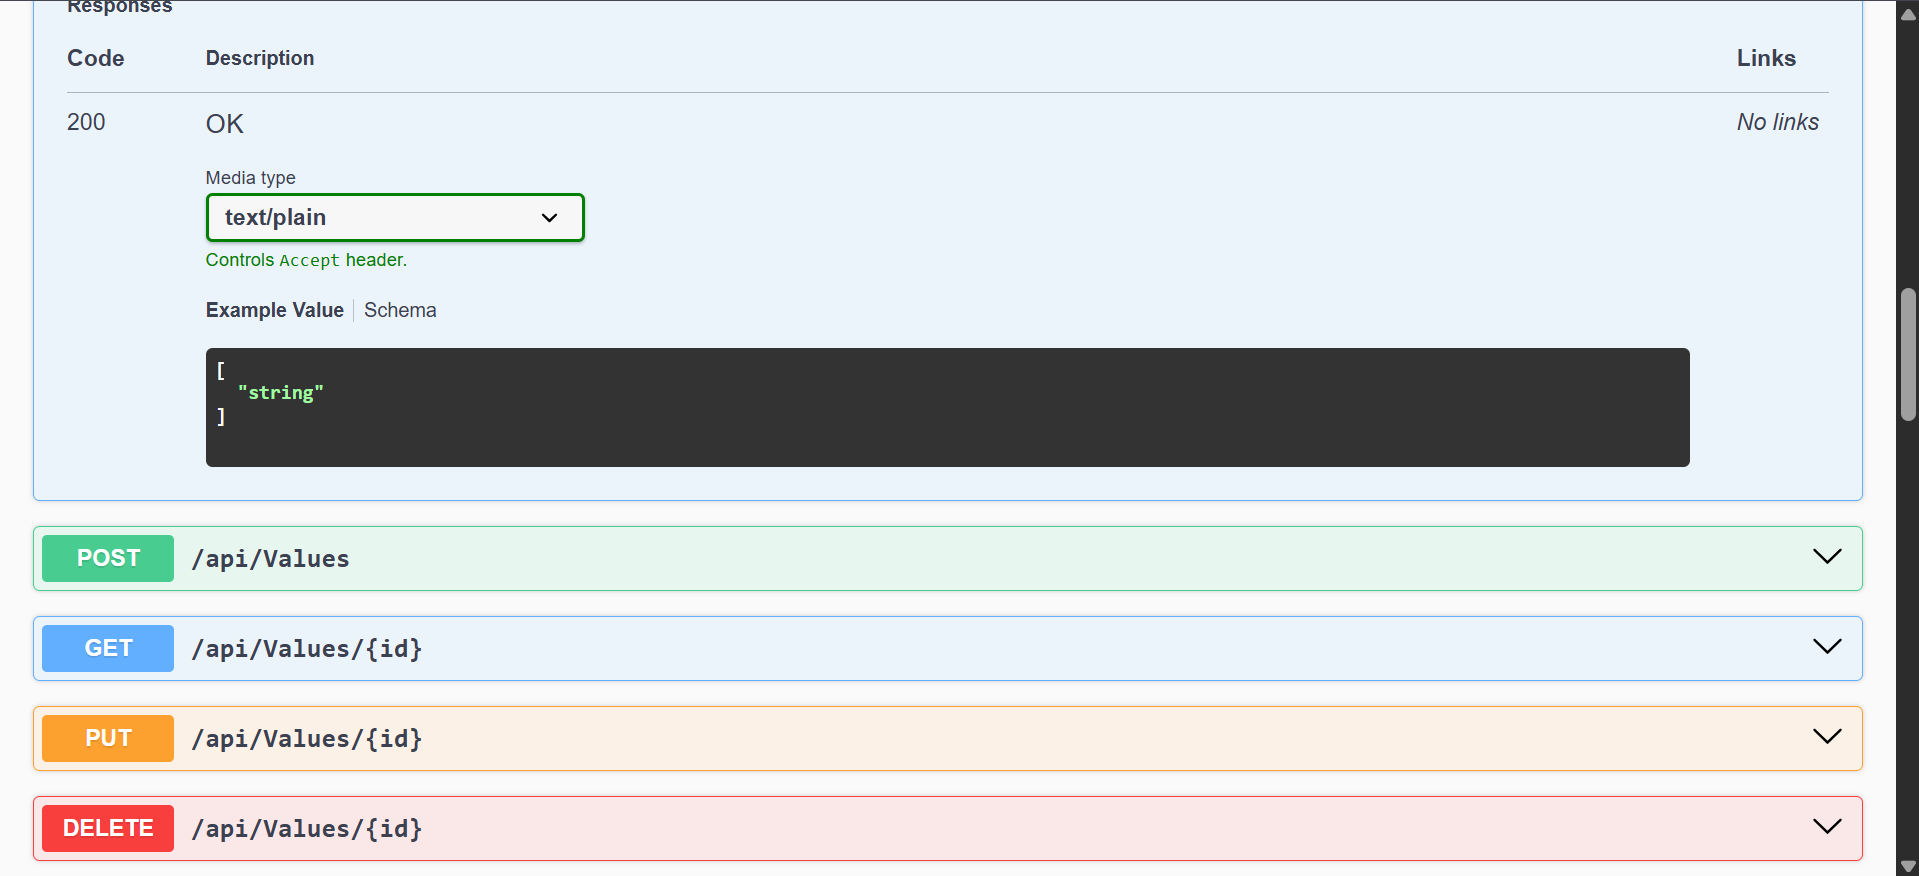 Responses
Code Description Links
200 OK No links
Media type
text/plain
Controls Accept header.
Example Value Schema
[
"string"
]
POST /api/Values
GET /api/Values/{id}
PUT /api/Values/{id}
DELETE /api/Values/{id}